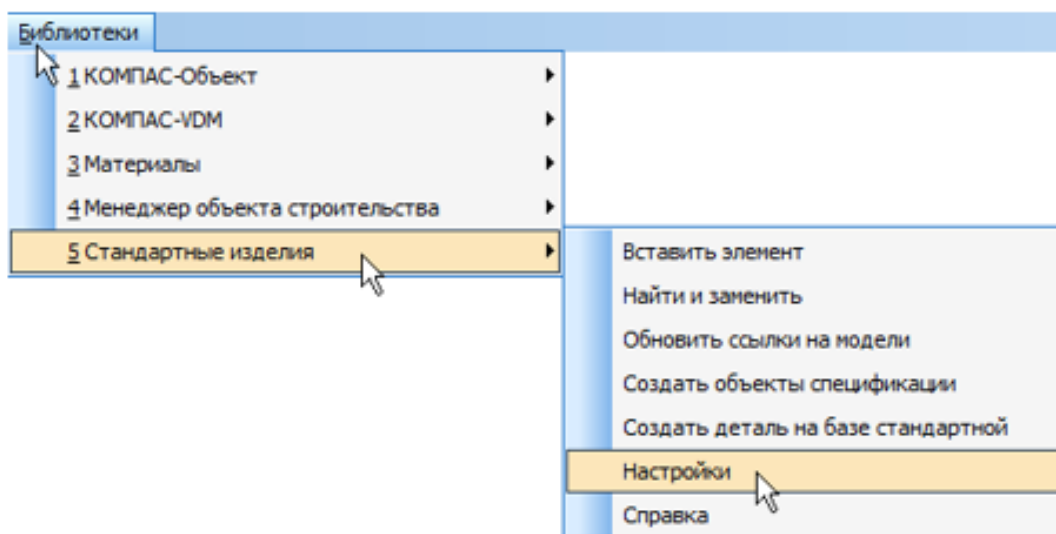 Библиотеки
1 КОМПАС-Объект
2 КОМПАС-VDM
3 Материалы
4 Менеджер объекта строительства
5 Стандартные изделия
Вставить элемент
Найти и заменить
Обновить ссылки на модели
Создать объекты спецификации
Создать деталь на базе стандартной
Настройки
Справка